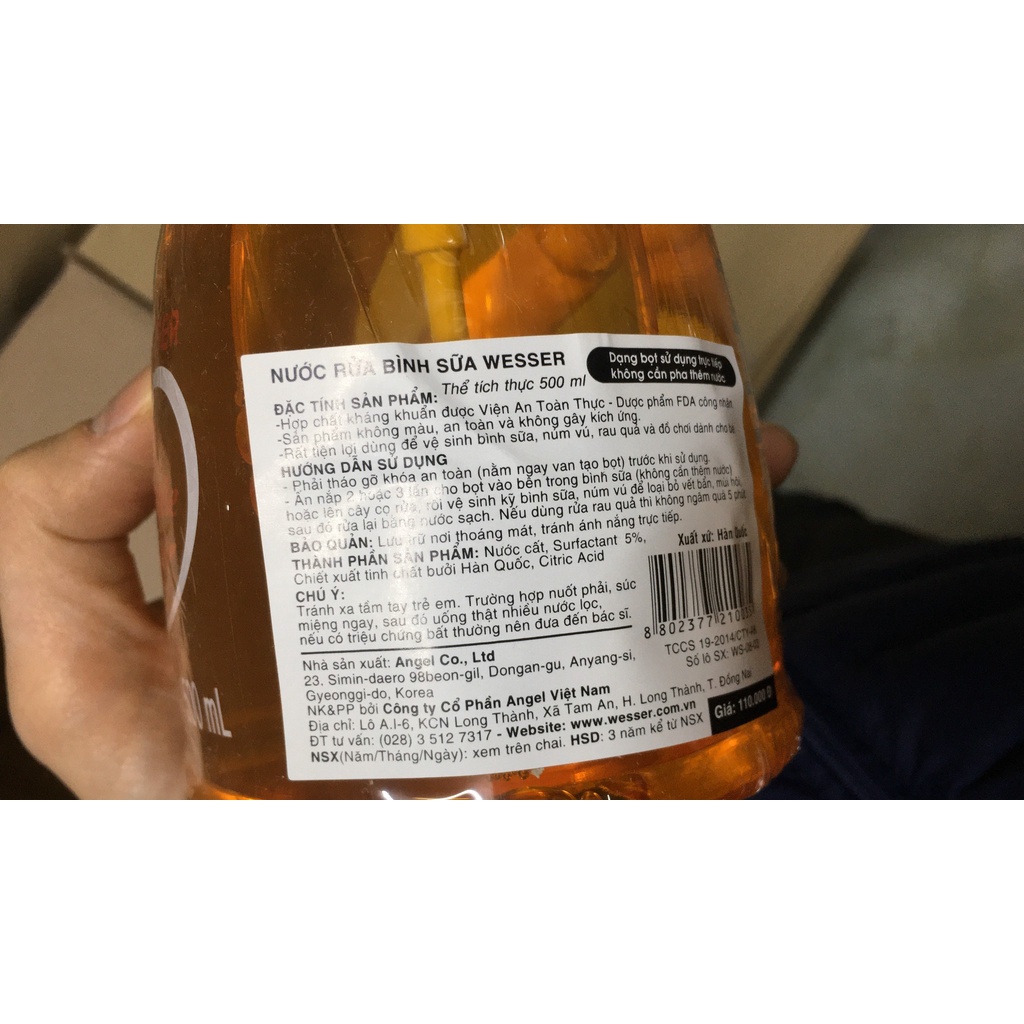 NƯỚC RỬA BÌNH SỮA WESSER
Thể tích thực 500 ml
Dạng bọt sử dụng trực tiếp
không cần pha thêm nước
ĐẶC TÍNH SẢN PHẨM:
-Hợp chất kháng khuẩn được Viện An Toàn Thực - Dược phẩm FDA công nhận.
-Sản phẩm không màu, an toàn và không gây kích ứng.
-Rất tiện lợi dùng để vệ sinh bình sữa, núm vú, rau quả và đồ chơi dành cho bé
HƯỚNG DẪN SỬ DỤNG
- Phải tháo gỡ khóa an toàn (nằm ngay van tạo bọt) trước khi sử dụng.
- Ấn nắp 2 hoặc 3 lần cho bọt vào bên trong bình sữa (không cần thêm nước)
hoặc lên cây cọ rửa, rồi vệ sinh kỹ bình sữa, núm vú để loại bỏ vết bẩn, mùi hôi,
sau đó rửa lại bằng nước sạch. Nếu dùng rửa rau quả thì không ngâm quá 5 phút
BẢO QUẢN: Lưu trữ nơi thoáng mát, tránh ánh nắng trực tiếp.
THÀNH PHẦN SẢN PHẨM: Nước cất, Surfactant 5%,
Chiết xuất tinh chất bưởi Hàn Quốc, Citric Acid
CHÚ Ý:
Tránh xa tầm tay trẻ em. Trường hợp nuốt phải, súc
miệng ngay, sau đó uống thật nhiều nước lọc,
nếu có triệu chứng bất thường nên đưa đến bác sĩ.
Xuất xứ: Hàn Quốc
TCCS 19-2014/CTY-AK
Số lô SX:
Nhà sản xuất: Angel Co., Ltd
23. Simin-daero 98beon-gil, Dongan-gu, Anyang-si,
Gyeonggi-do, Korea
NK&PP bởi Công ty Cổ Phần Angel Việt Nam
Địa chỉ: Lô A.I-6, KCN Long Thành, Xã Tam An, H. Long Thành, T. Đồng Nai
ĐT tư vấn: (028) 3 512 7317 - Website: www.wesser.com.vn
NSX(Năm/Tháng/Ngày): xem trên chai. HSD: 3 năm kể từ NSX
Giá: 110.000 Đ
mL